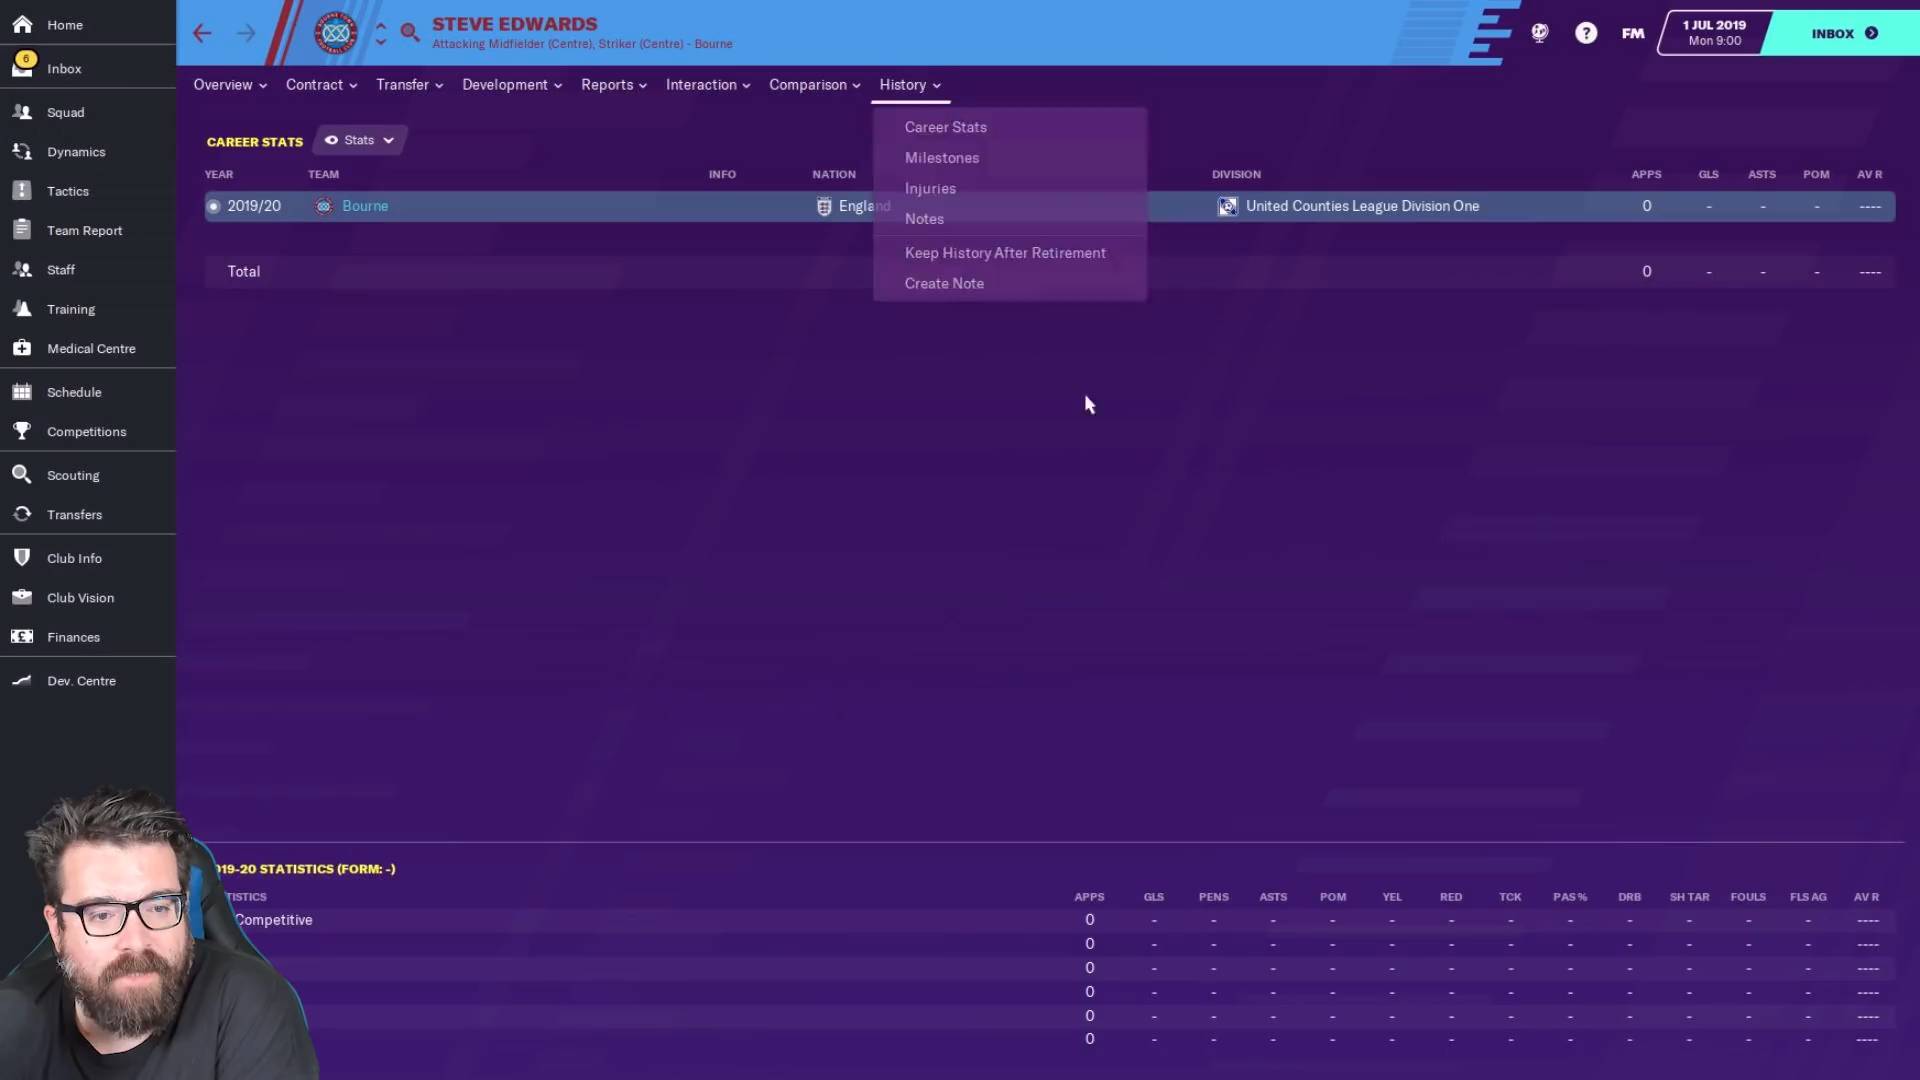 Home
6
Inbox
Squad
Dynamics
Tactics
Team Report
Staff
Training
Medical Centre
Schedule
Competitions
Scouting
Transfers
Club Info
Club Vision
Finances
Dev. Centre
STEVE EDWARDS
Attacking Midfielder (Centre), Striker (Centre) - Bourne
FM
1 JUL 2019
Mon 9:00
INBOX
Overview Contract Transfer Development Reports Interaction Comparison History
Career Stats
Milestones
Injuries
Notes
Keep History After Retirement
Create Note
CAREER STATS Stats
YEAR TEAM INFO NATION DIVISION APPS GLS ASTS POM AV R
2019/20 Bourne England United Counties League Division One 0 - - - ----
Total 0 - - - ----
019-20 STATISTICS (FORM: -)
TISTICS APPS GLS PENS ASTS POM YEL RED TCK PAS % DRB SH TAR FOULS FLS AG AV R
Competitive 0 - - - - - - - - - - - - ----
0 - - - - - - - - - - - - ----
0 - - - - - - - - - - - - ----
0 - - - - - - - - - - - - ----
0 - - - - - - - - - - - - ----
0 - - - - - - - - - - - - ----